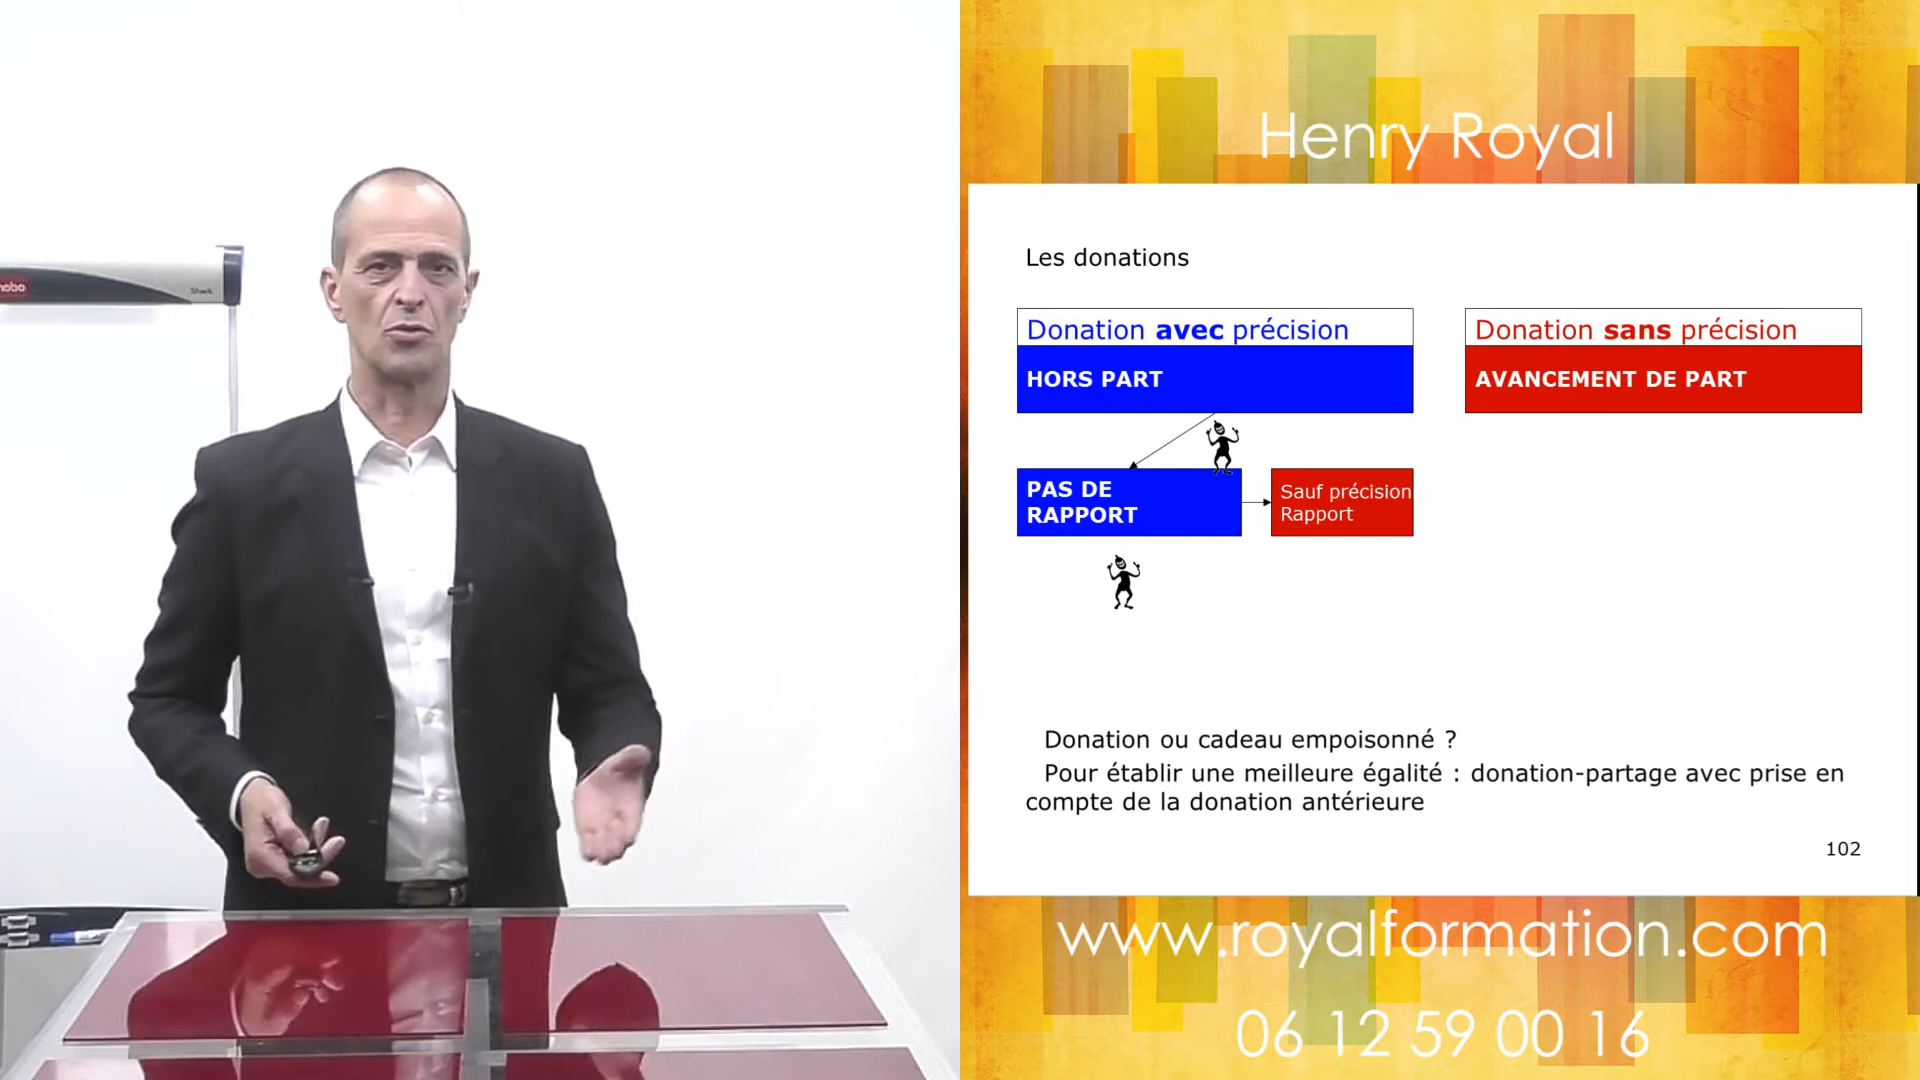 Shark
Henry Royal
Les donations
Donation avec précision
HORS PART
Donation sans précision
AVANCEMENT DE PART
PAS DE
RAPPORT
Sauf précision
Rapport
Donation ou cadeau empoisonné ?
Pour établir une meilleure égalité : donation-partage avec prise en
compte de la donation antérieure
102
www.royalformation.com
06 12 59 00 16